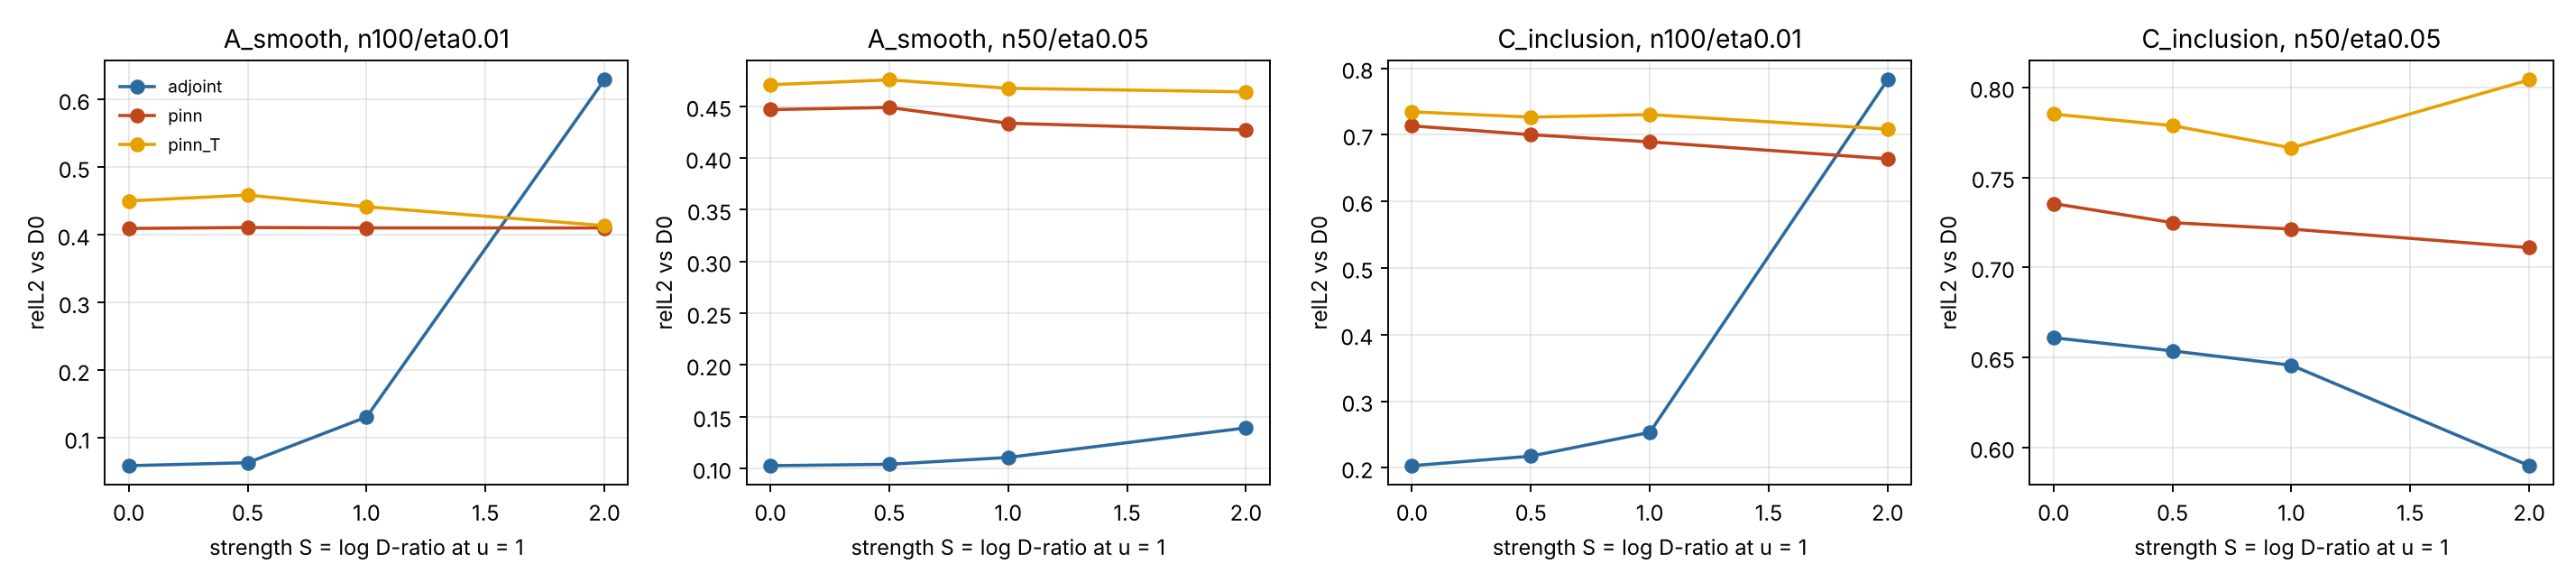 A_smooth, n100/eta0.01
adjoint
pinn
pinn_T
0.6
0.5
0.4
0.3
0.2
0.1
relL2 vs D0
0.0 0.5 1.0 1.5 2.0
strength S = log D-ratio at u = 1
A_smooth, n50/eta0.05
0.45
0.40
0.35
0.30
0.25
0.20
0.15
0.10
relL2 vs D0
0.0 0.5 1.0 1.5 2.0
strength S = log D-ratio at u = 1
C_inclusion, n100/eta0.01
0.8
0.7
0.6
0.5
0.4
0.3
0.2
relL2 vs D0
0.0 0.5 1.0 1.5 2.0
strength S = log D-ratio at u = 1
C_inclusion, n50/eta0.05
0.80
0.75
0.70
0.65
0.60
relL2 vs D0
0.0 0.5 1.0 1.5 2.0
strength S = log D-ratio at u = 1